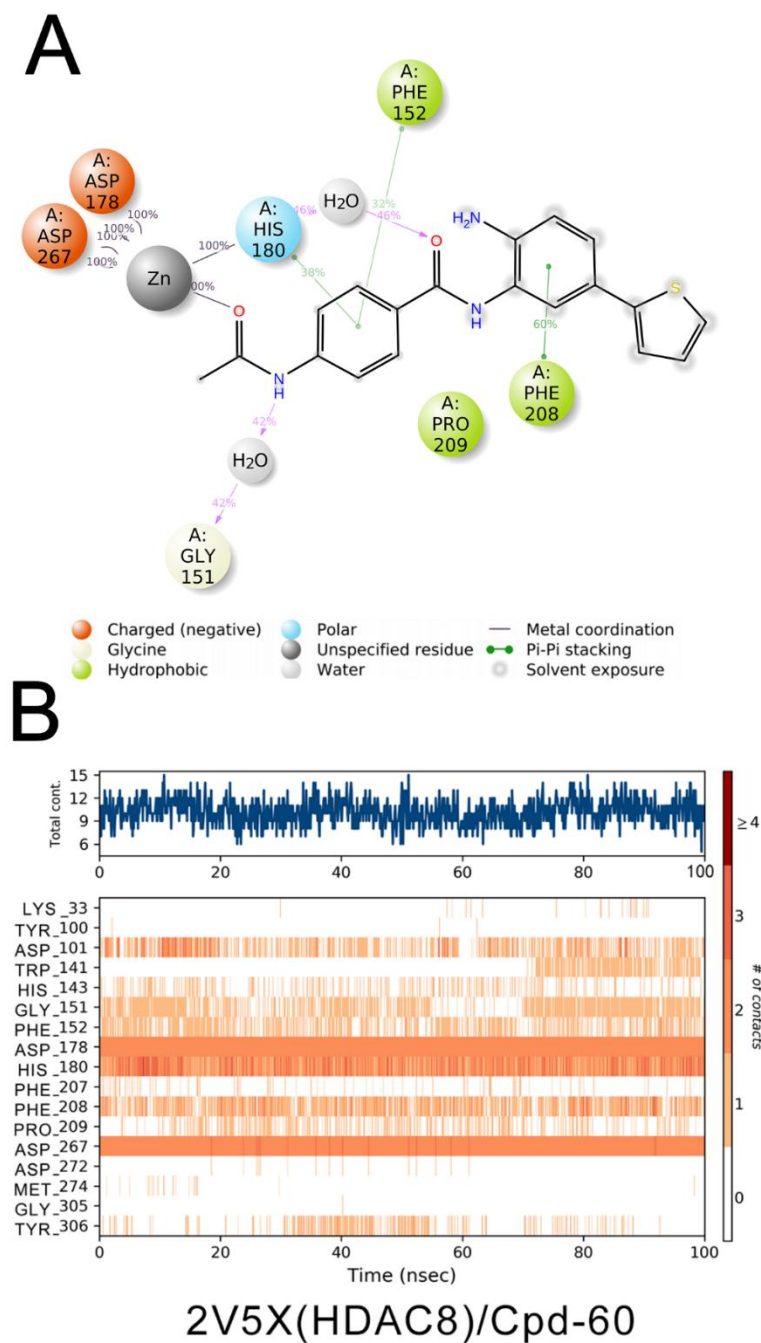 A
A:
PHE
152
A:
ASP
178
H₂O
32%
46%
46%
A:
HIS
180
O
H₂N
A:
ASP
267
100%
100%
100%
100%
100%
Zn
38%
00%
O
N
H
S
60%
N
H
A:
PRO
209
A:
PHE
208
42%
H₂O
42%
A:
GLY
151
Charged (negative) Polar Metal coordination
Glycine Unspecified residue Pi-Pi stacking
Hydrophobic Water Solvent exposure
B
Total cont.
15
12
9
6
0 20 40 60 80 100
≥4
3
2
1
0
# of contacts
LYS_33
TYR_100
ASP_101
TRP_141
HIS_143
GLY_151
PHE_152
ASP_178
HIS_180
PHE_207
PHE_208
PRO_209
ASP_267
ASP_272
MET_274
GLY_305
TYR_306
0 20 40 60 80 100
Time (nsec)
2V5X(HDAC8)/Cpd-60